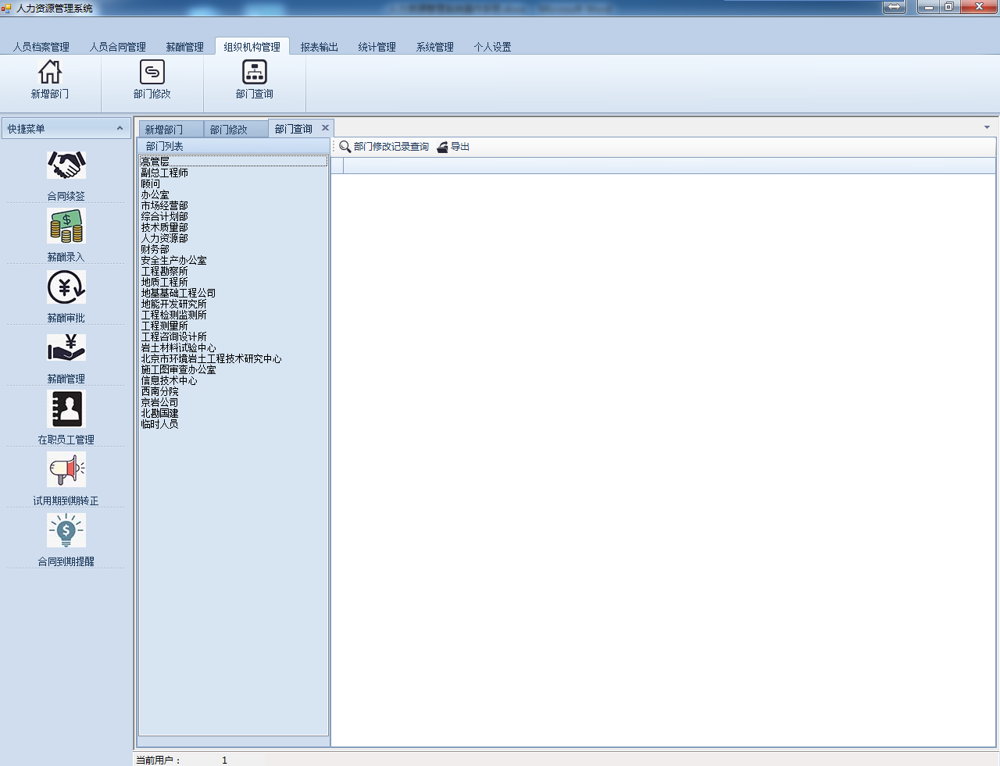 人力资源管理系统
人员档案管理 人员合同管理 薪酬管理 组织机构管理 报表输出 统计管理 系统管理 个人设置
新增部门 部门修改 部门查询
快捷菜单
合同续签
薪酬录入
薪酬审批
薪酬管理
在职员工管理
试用期到期转正
合同到期提醒
新增部门 部门修改 部门查询
部门列表
部门修改记录查询 导出
高管层
副总工程师
顾问
办公室
市场经营部
综合计划部
技术质量部
人力资源部
财务部
安全生产办公室
工程勘察所
地质工程所
地基基础工程公司
地能开发研究所
工程检测监测所
工程测量所
工程咨询设计所
岩土材料试验中心
北京市环境岩土工程技术研究中心
施工图审查办公室
信息技术中心
西南分院
京岩公司
北勘国建
临时人员
当前用户： 1